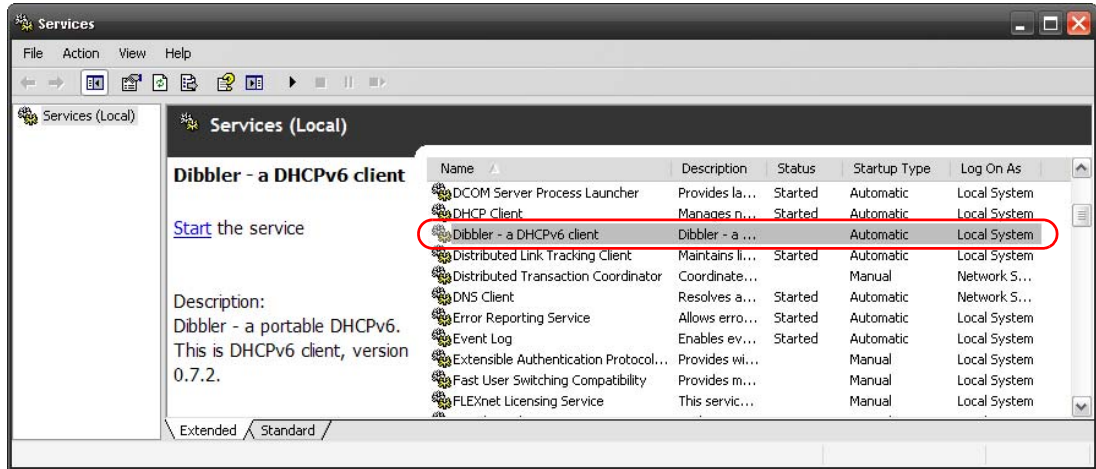 Services
File Action View Help
Services (Local)
Services (Local)
Dibbler - a DHCPv6 client
Start the service
Description:
Dibbler - a portable DHCPv6.
This is DHCPv6 client, version
0.7.2.
Name Description Status Startup Type Log On As
DCOM Server Process Launcher Provides la... Started Automatic Local System
DHCP Client Manages n... Started Automatic Local System
Dibbler - a DHCPv6 client Dibbler - a ... Automatic Local System
Distributed Link Tracking Client Maintains li... Started Automatic Local System
Distributed Transaction Coordinator Coordinate... Manual Network S...
DNS Client Resolves a... Started Automatic Network S...
Error Reporting Service Allows erro... Started Automatic Local System
Event Log Enables ev... Started Automatic Local System
Extensible Authentication Protocol... Provides wi... Manual Local System
Fast User Switching Compatibility Provides m... Manual Local System
FLEXnet Licensing Service This servic... Manual Local System
Extended Standard